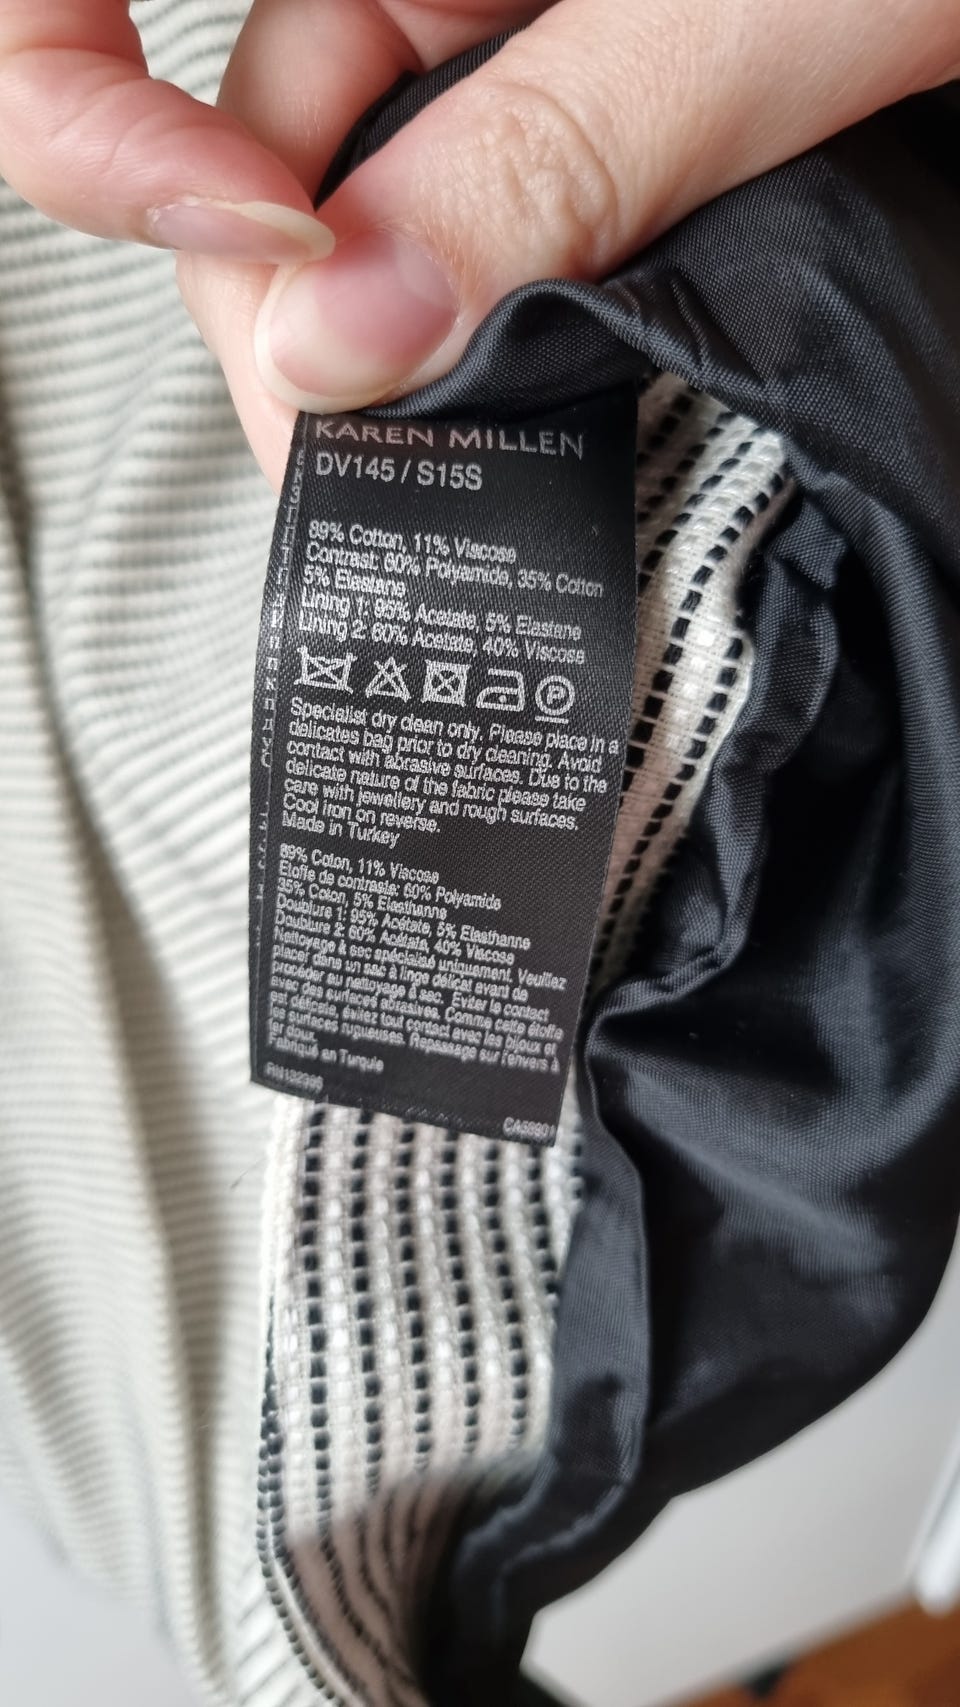 KAREN MILLEN
DV145 / S15S
89% Cotton, 11% Viscose
Contrast: 60% Polyamide, 35% Cotton
5% Elastane
Lining 1: 95% Acetate, 5% Elastane
Lining 2: 60% Acetate, 40% Viscose
P
Specialist dry clean only. Please place in a
delicates bag prior to dry cleaning. Avoid
contact with abrasive surfaces. Due to the
delicate nature of the fabric please take
care with jewellery and rough surfaces.
Cool iron on reverse.
Made in Turkey
89% Coton, 11% Viscose
Etoffe de contraste: 60% Polyamide
35% Coton, 5% Elasthanne
Doublure 1: 95% Acétate, 5% Elasthanne
Doublure 2: 60% Acétate, 40% Viscose
Nettoyage à sec spécialisé uniquement. Veuillez
placer dans un sac à linge délicat avant de
procéder au nettoyage à sec. Eviter le contact
avec des surfaces abrasives. Comme cette étoffe
est délicate, évitez tout contact avec les bijoux et
les surfaces rugueuses. Repassage sur l'envers à
fer doux.
Fabriqué en Turquie